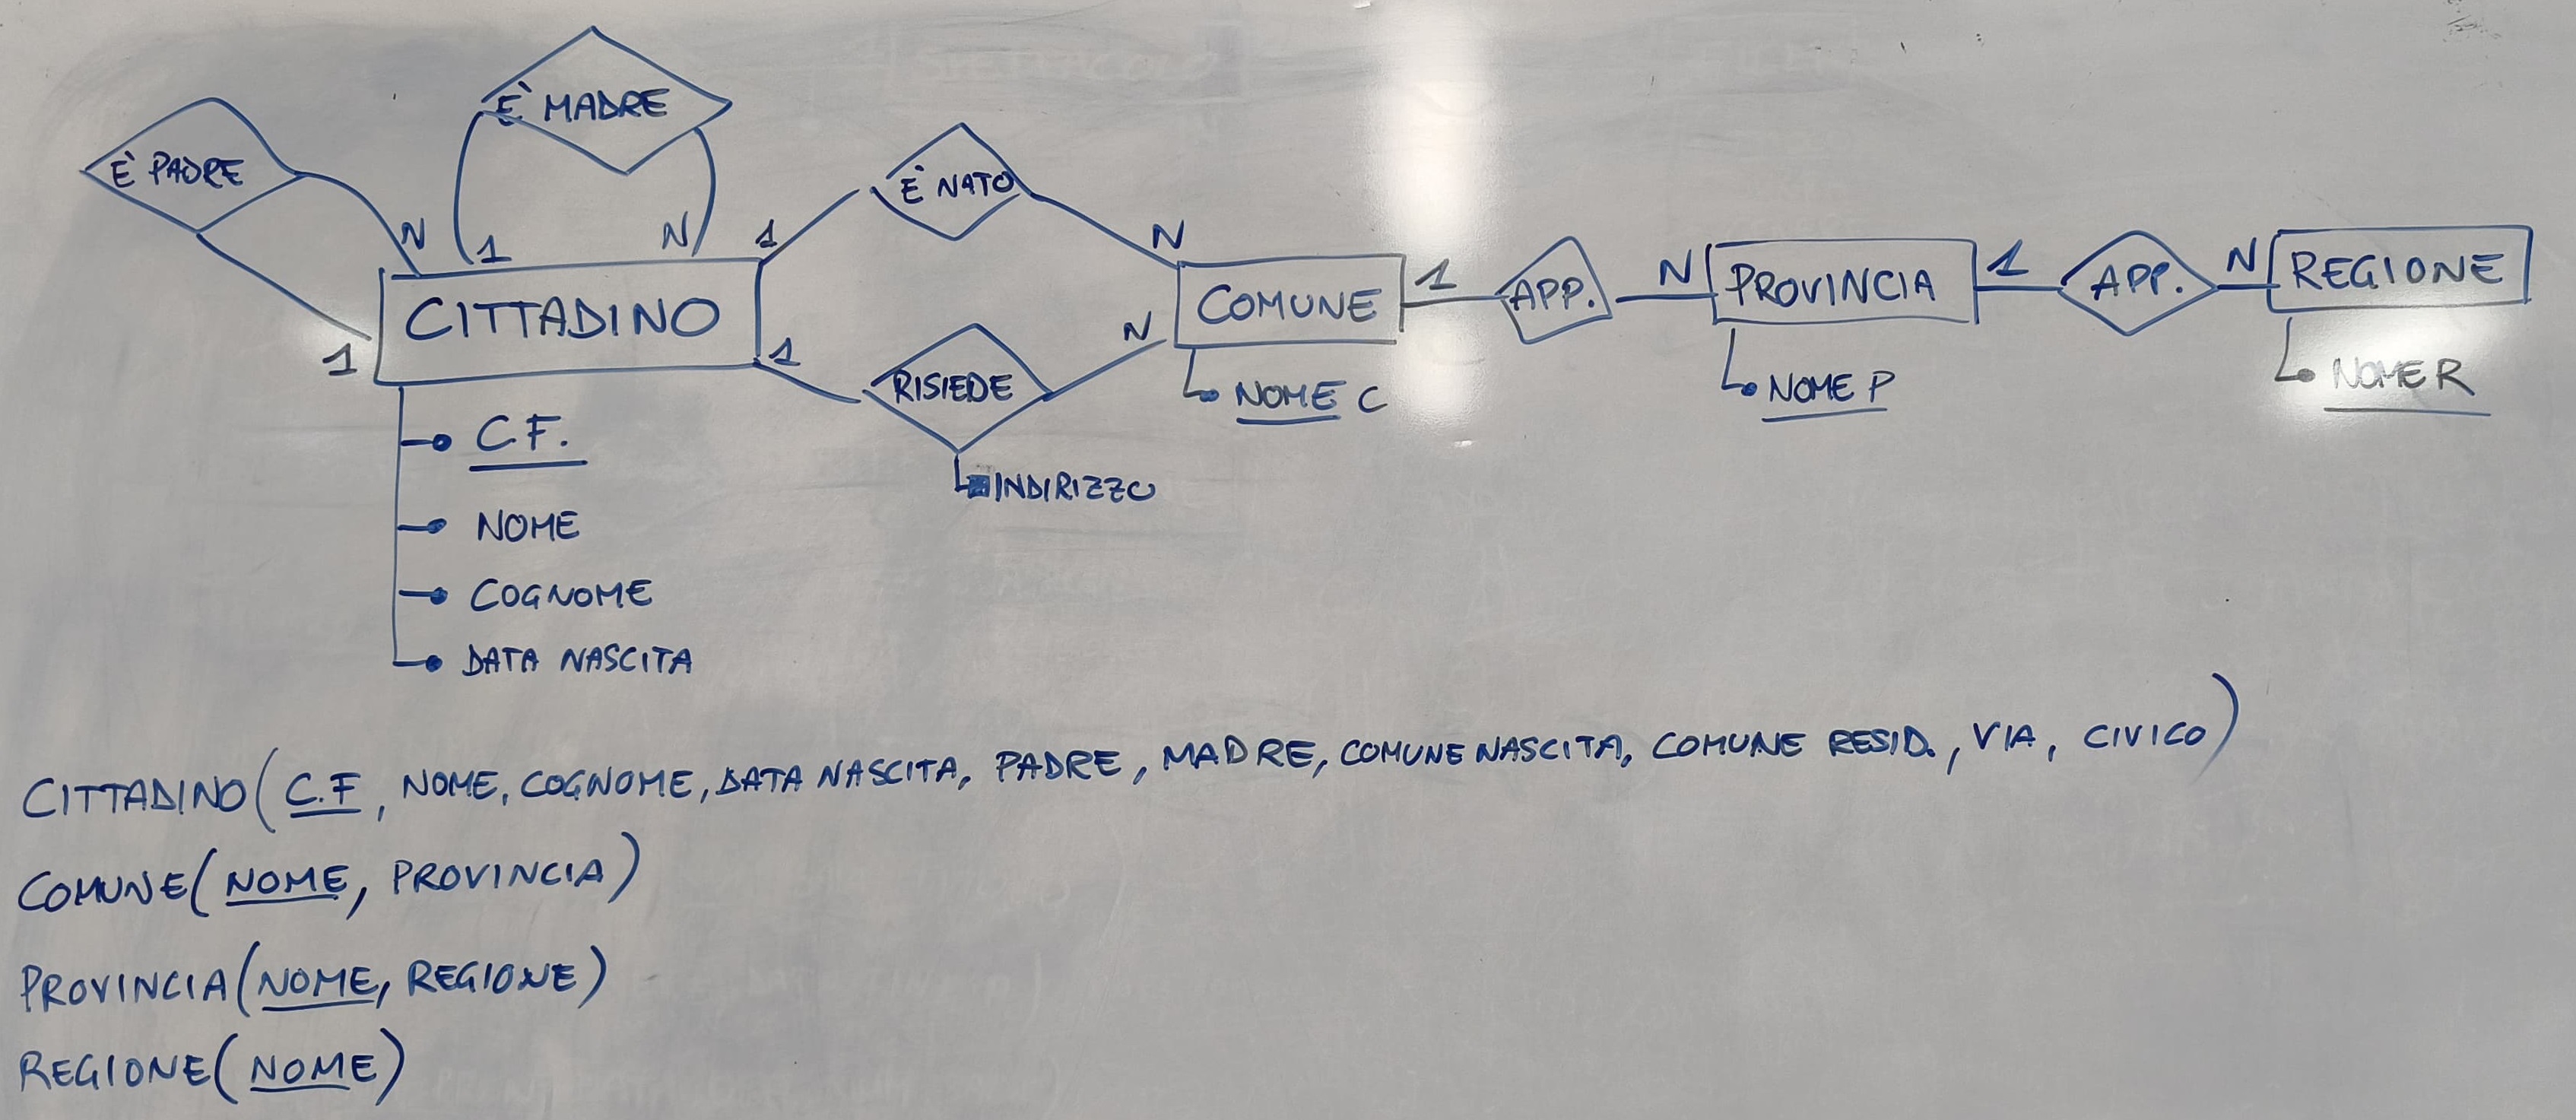 È MADRE
È PADRE
È NATO
N 1 N 1 N
CITTADINO
COMUNE
1 APP. N
PROVINCIA
1 APP. N
REGIONE
1 1 N
RISIEDE
NOME C
NOME P
NOME R
INDIRIZZO
C.F.
NOME
COGNOME
DATA NASCITA
CITTADINO(C.F, NOME, COGNOME, DATA NASCITA, PADRE, MADRE, COMUNE NASCITA, COMUNE RESID., VIA, CIVICO)
COMUNE(NOME, PROVINCIA)
PROVINCIA(NOME, REGIONE)
REGIONE(NOME)